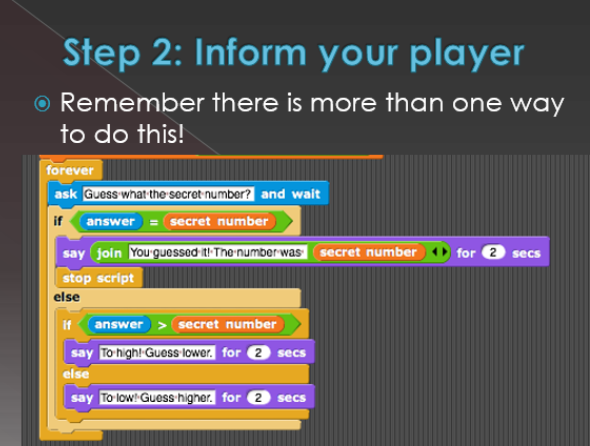 Step 2: Inform your player
Remember there is more than one way
to do this!
forever
ask Guess what the secret number? and wait
if answer = secret number
say join You guessed it! The number was secret number for 2 secs
stop script
else
if answer > secret number
say To high! Guess lower. for 2 secs
else
say To low! Guess higher. for 2 secs